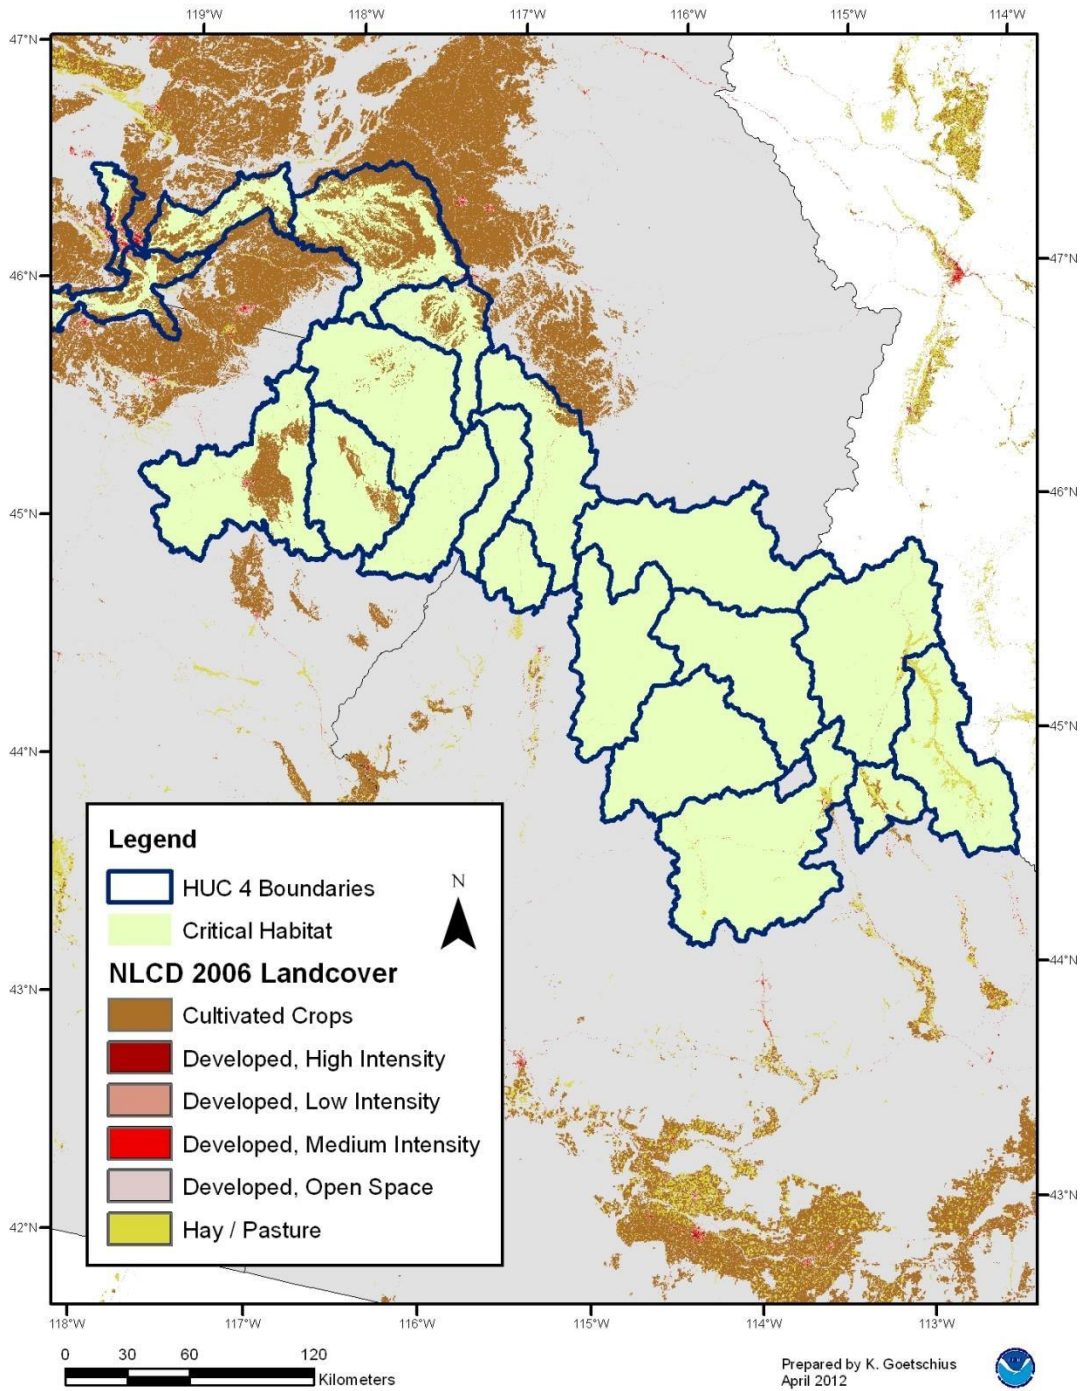 119°W 118°W 117°W 116°W 115°W 114°W
47°N
47°N
46°N
46°N
45°N
45°N
44°N
44°N
43°N
43°N
42°N
Legend
HUC 4 Boundaries
Critical Habitat
N
NLCD 2006 Landcover
Cultivated Crops
Developed, High Intensity
Developed, Low Intensity
Developed, Medium Intensity
Developed, Open Space
Hay / Pasture
118°W 117°W 116°W 115°W 114°W 113°W
0 30 60 120
Kilometers
Prepared by K. Goetschius
April 2012